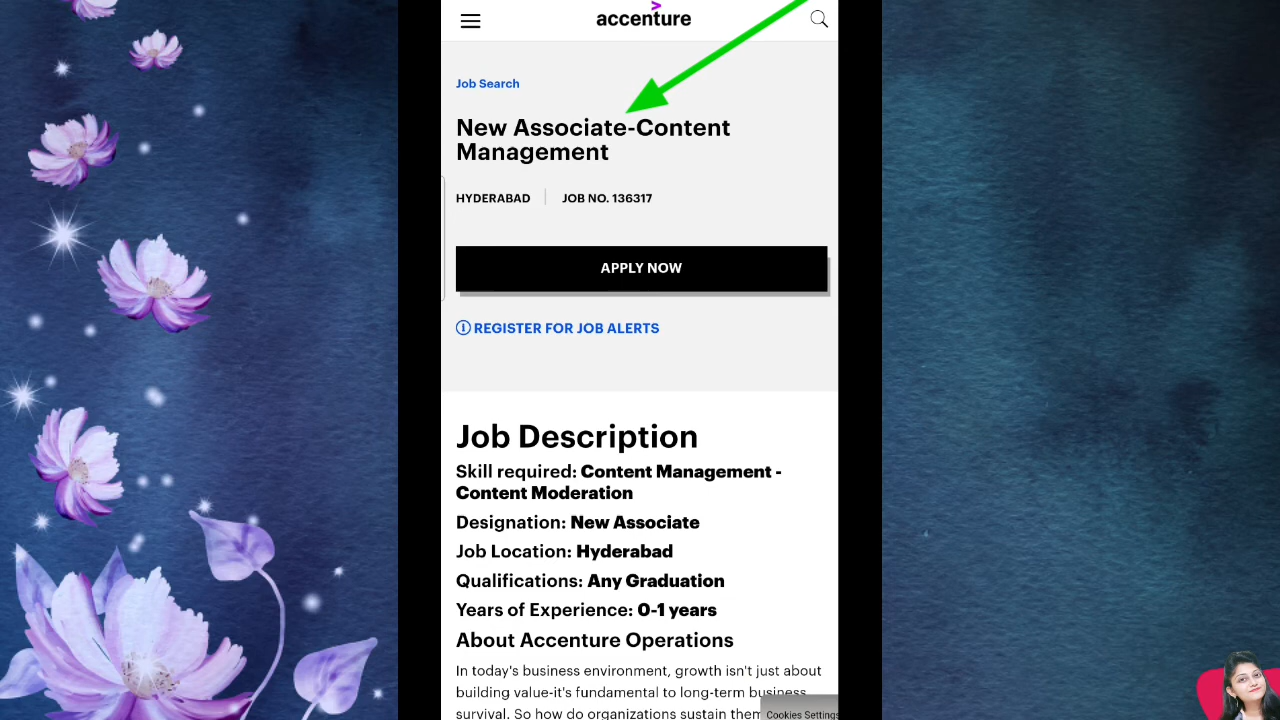 accenture
Job Search
New Associate-Content
Management
HYDERABAD
JOB NO. 136317
APPLY NOW
REGISTER FOR JOB ALERTS
Job Description
Skill required: Content Management -
Content Moderation
Designation: New Associate
Job Location: Hyderabad
Qualifications: Any Graduation
Years of Experience: 0-1 years
About Accenture Operations
In today's business environment, growth isn't just about
building value-it's fundamental to long-term business
survival. So how do organizations sustain them
Cookies Settings